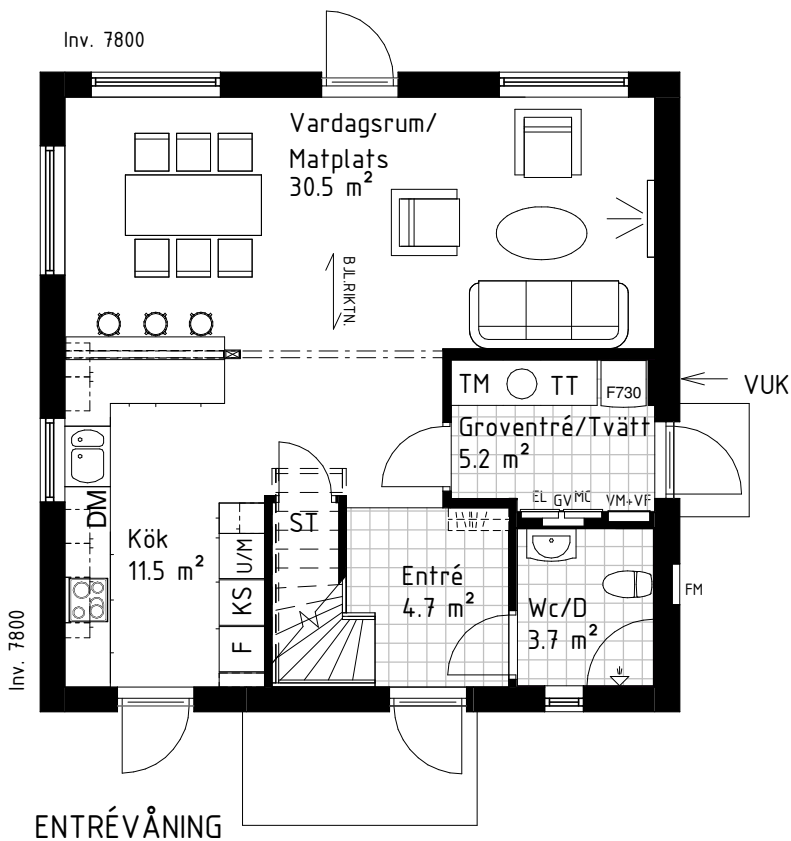 Inv. 7800
Vardagsrum/
Matplats
30.5 m²
BJL.RIKTN.
TM
TT
F730
VUK
Groventré/Tvätt
5.2 m²
EL
GV
MC
VM+VF
DM
ST
Kök
11.5 m²
U/M
KS
F
Entré
4.7 m²
Wc/D
3.7 m²
FM
Inv. 7800
ENTRÉVÅNING